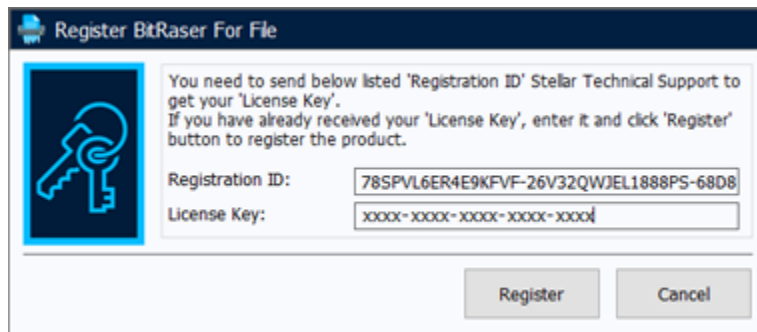 Register BitRaser For File
You need to send below listed 'Registration ID' Stellar Technical Support to
get your 'License Key'.
If you have already received your 'License Key', enter it and click 'Register'
button to register the product.
Registration ID:
78SPVL6ER4E9KFVF-26V32QWJEL1888PS-68D8
License Key:
xxxx-xxxx-xxxx-xxxx-xxxx
Register
Cancel